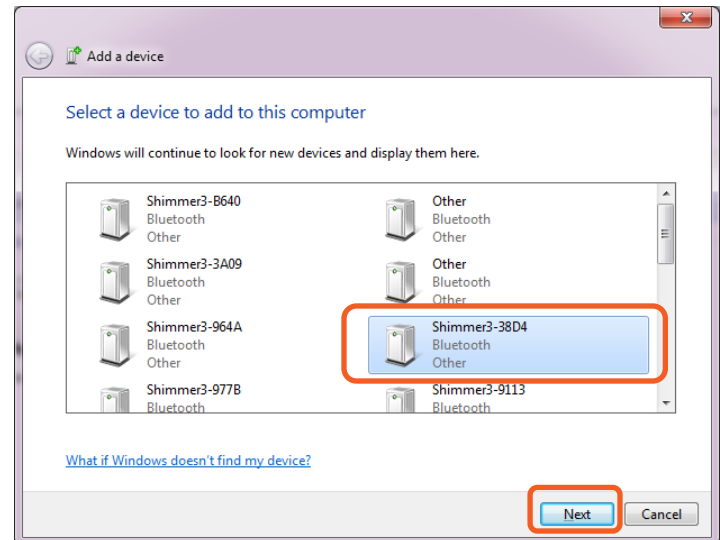 Add a device
Select a device to add to this computer
Windows will continue to look for new devices and display them here.
Shimmer3-B640
Bluetooth
Other
Other
Bluetooth
Other
Shimmer3-3A09
Bluetooth
Other
Other
Bluetooth
Other
Shimmer3-964A
Bluetooth
Other
Shimmer3-38D4
Bluetooth
Other
Shimmer3-977B
Bluetooth
Shimmer3-9113
Bluetooth
What if Windows doesn't find my device?
Next
Cancel